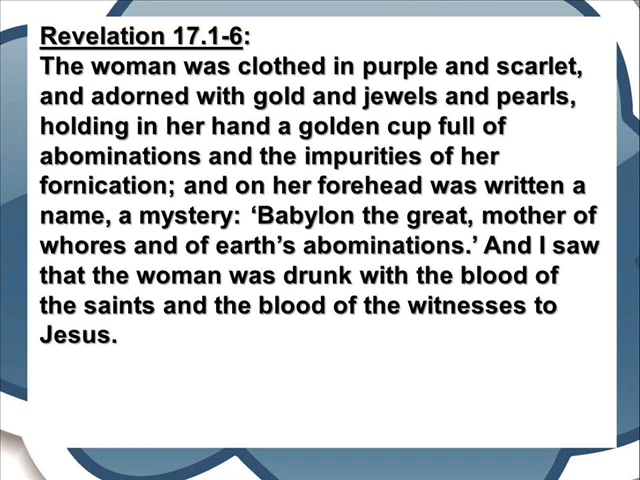 Revelation 17.1-6:
The woman was clothed in purple and scarlet,
and adorned with gold and jewels and pearls,
holding in her hand a golden cup full of
abominations and the impurities of her
fornication; and on her forehead was written a
name, a mystery: ‘Babylon the great, mother of
whores and of earth’s abominations.’ And I saw
that the woman was drunk with the blood of
the saints and the blood of the witnesses to
Jesus.